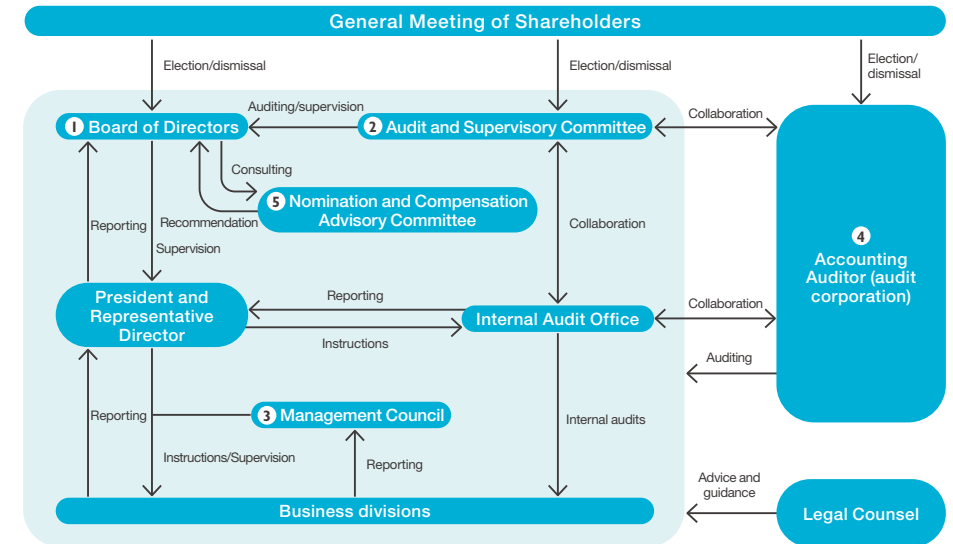 General Meeting of Shareholders
Election/dismissal
Election/dismissal
Election/
dismissal
Auditing/supervision
Collaboration
1 Board of Directors
2 Audit and Supervisory Committee
Consulting
5 Nomination and Compensation
Advisory Committee
Reporting
Recommendation
Collaboration
Supervision
4
Accounting
Auditor (audit
corporation)
President and
Representative
Director
Reporting
Instructions
Internal Audit Office
Collaboration
Auditing
Reporting
3 Management Council
Internal audits
Instructions/Supervision
Reporting
Advice and
guidance
Business divisions
Legal Counsel